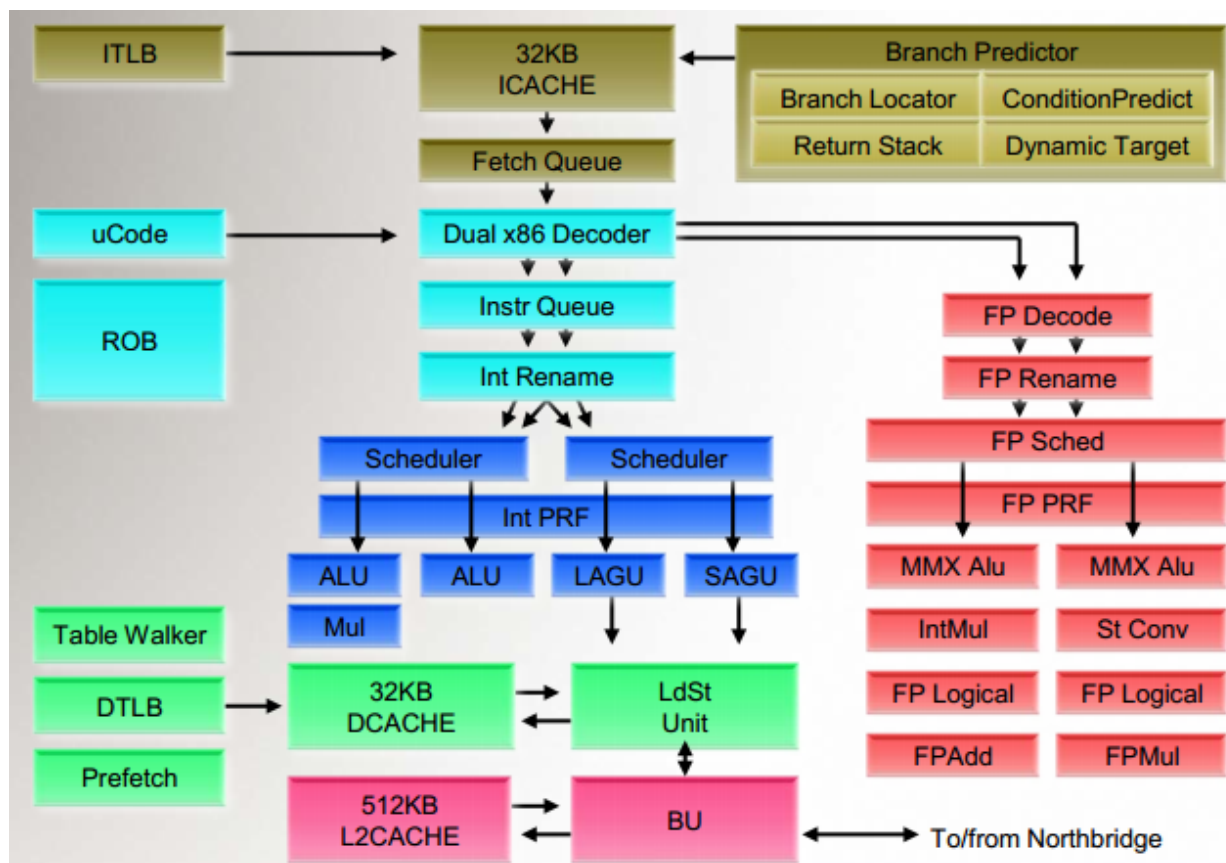 ITLB
32KB
ICACHE
Branch Predictor
Branch Locator
ConditionPredict
Return Stack
Dynamic Target
Fetch Queue
uCode
Dual x86 Decoder
ROB
Instr Queue
FP Decode
Int Rename
FP Rename
Scheduler
Scheduler
FP Sched
Int PRF
FP PRF
ALU
ALU
LAGU
SAGU
MMX Alu
MMX Alu
Mul
Table Walker
IntMul
St Conv
DTLB
32KB
DCACHE
LdSt
Unit
FP Logical
FP Logical
Prefetch
FPAdd
FPMul
512KB
L2CACHE
BU
To/from Northbridge